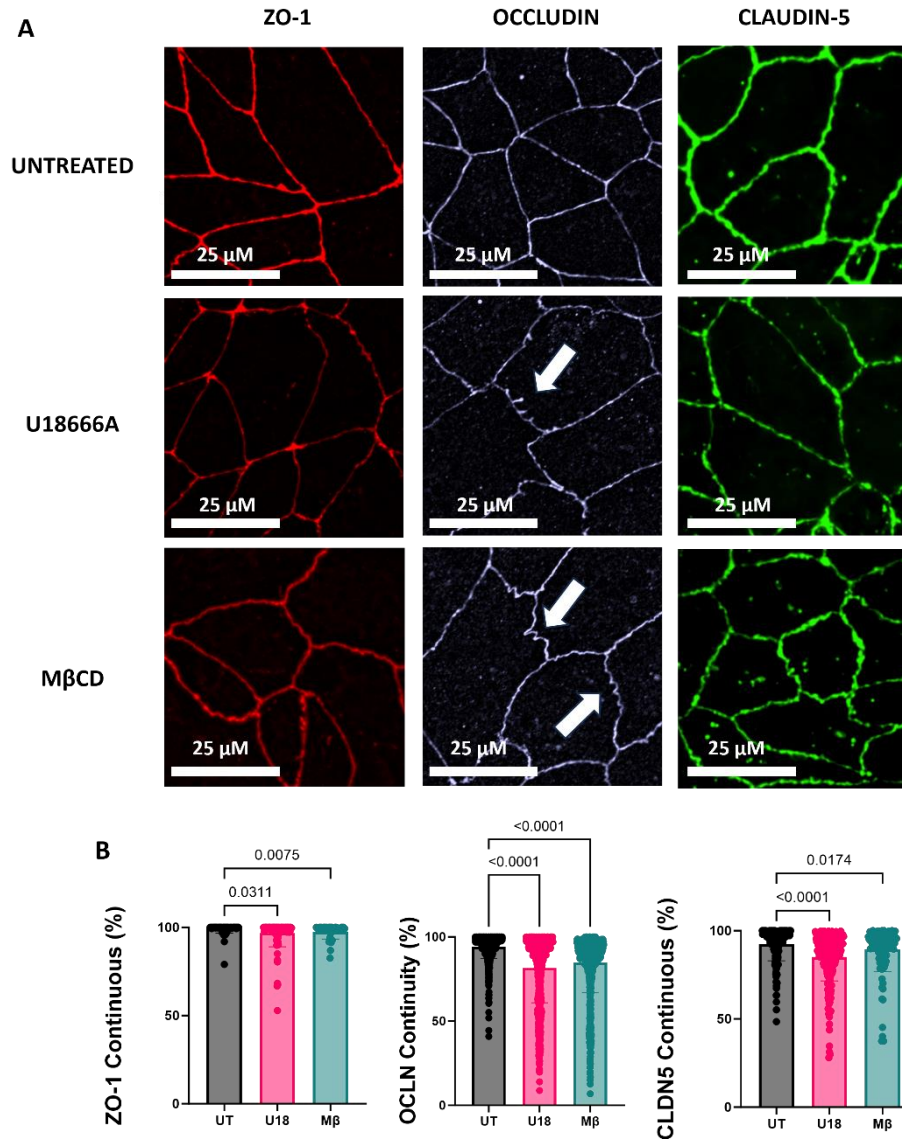 A
ZO-1 OCCLUDIN CLAUDIN-5
UNTREATED
25 µM 25 µM 25 µM
U18666A
25 µM 25 µM 25 µM
MβCD
25 µM 25 µM 25 µM
B
ZO-1 Continuous (%)
0.0075
0.0311
100
50
0
UT U18 Mβ
OCLN Continuity (%)
<0.0001
<0.0001
100
50
0
UT U18 Mβ
CLDN5 Continuous (%)
0.0174
<0.0001
100
50
0
UT U18 Mβ